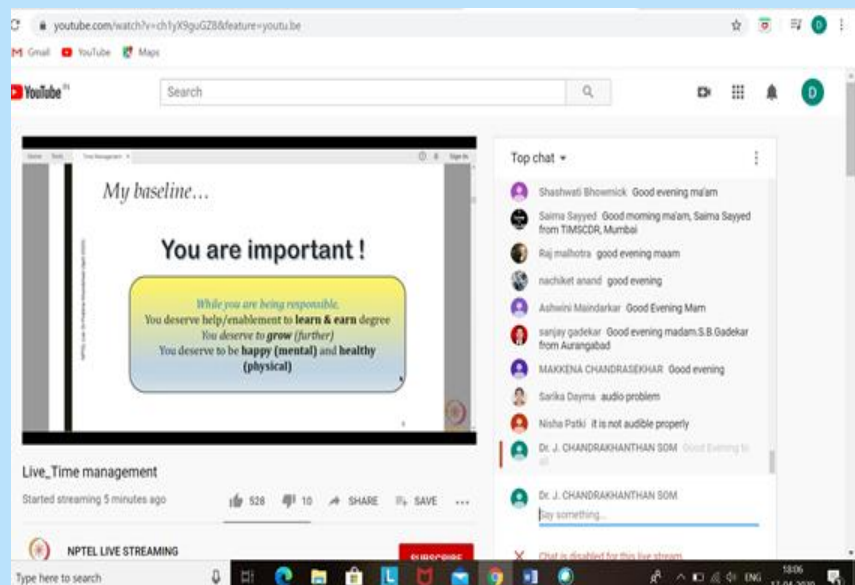 youtube.com/watch?v=ch1yX9guGZ8&feature=youtu.be
Gmail YouTube Maps
YouTube IN
Search
D
Home Tools Time Management Sign In
My baseline...
You are important !
While you are being responsible,
You deserve help/enablement to learn & earn degree
You deserve to grow (further)
You deserve to be happy (mental) and healthy
(physical)
Top chat
Shashwati Bhowmick Good evening ma'am
Saima Sayyed Good morning ma'am, Saima Sayyed
from TIMSCDR, Mumbai
Raj malhotra good evening maam
nachiket anand good evening
Ashwini Maindarkar Good Evening Mam
sanjay gadekar Good evening madam.S.B.Gadekar
from Aurangabad
MAKKENA CHANDRASEKHAR Good evening
Sarika Dayma audio problem
Nisha Patki it is not audible properly
Dr. J. CHANDRAKHANTHAN SOM Good Evening to
all
Dr. J. CHANDRAKHANTHAN SOM
Say something...
Chat is disabled for this live stream.
Live_Time management
Started streaming 5 minutes ago
528 10 SHARE SAVE
NPTEL LIVE STREAMING
SUBSCRIBE
Type here to search
ENG
18:06